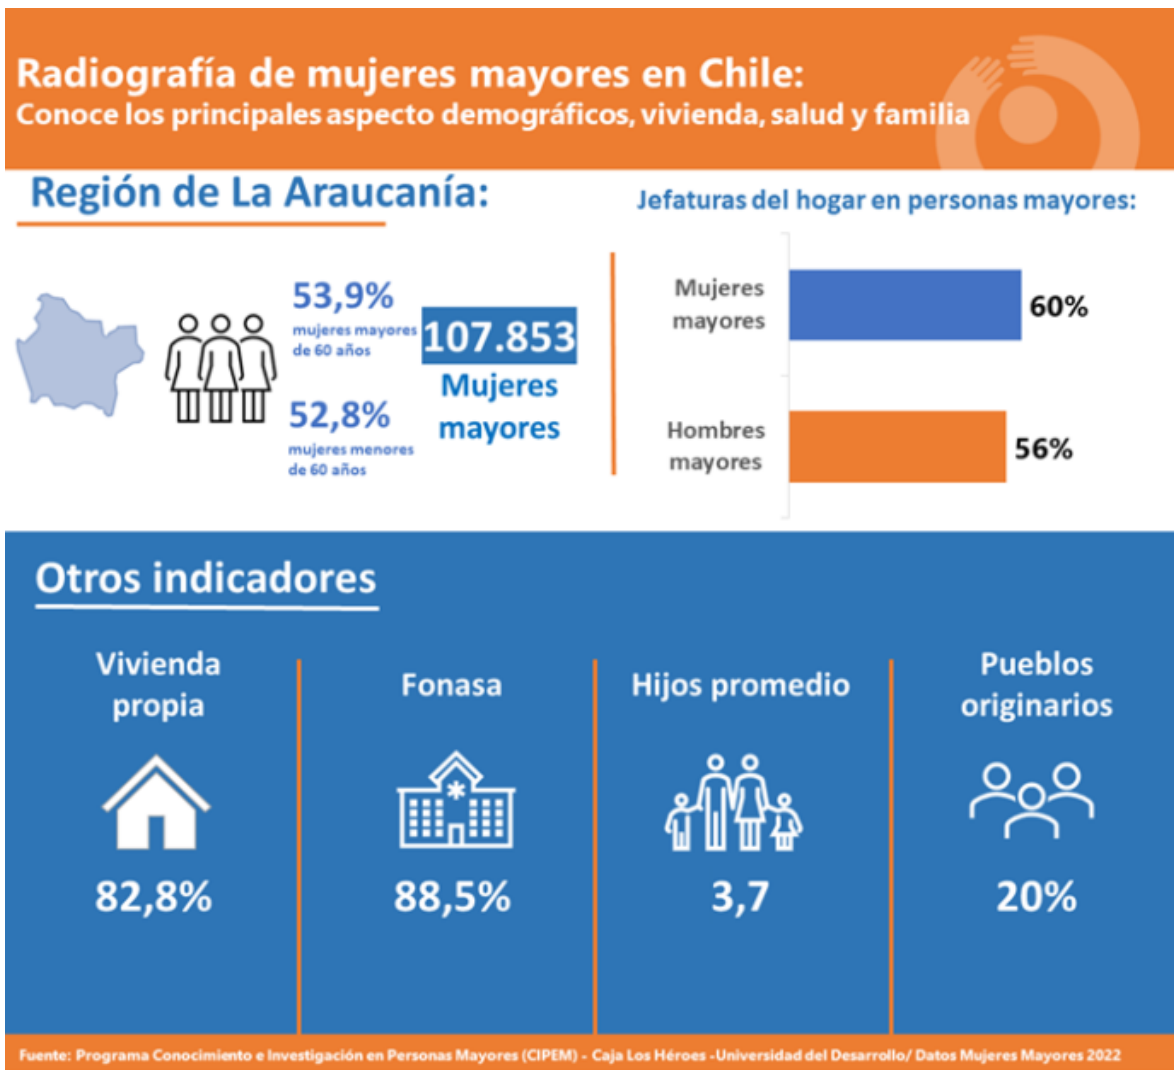 Radiografía de mujeres mayores en Chile:
Conoce los principales aspecto demográficos, vivienda, salud y familia
Región de La Araucanía:
53,9%
mujeres mayores
de 60 años
52,8%
mujeres menores
de 60 años
107.853
Mujeres
mayores
Jefaturas del hogar en personas mayores:
Mujeres
mayores
60%
Hombres
mayores
56%
Otros indicadores
Vivienda
propia
82,8%
Fonasa
88,5%
Hijos promedio
3,7
Pueblos
originarios
20%
Fuente: Programa Conocimiento e Investigación en Personas Mayores (CIPEM) - Caja Los Héroes -Universidad del Desarrollo/ Datos Mujeres Mayores 2022